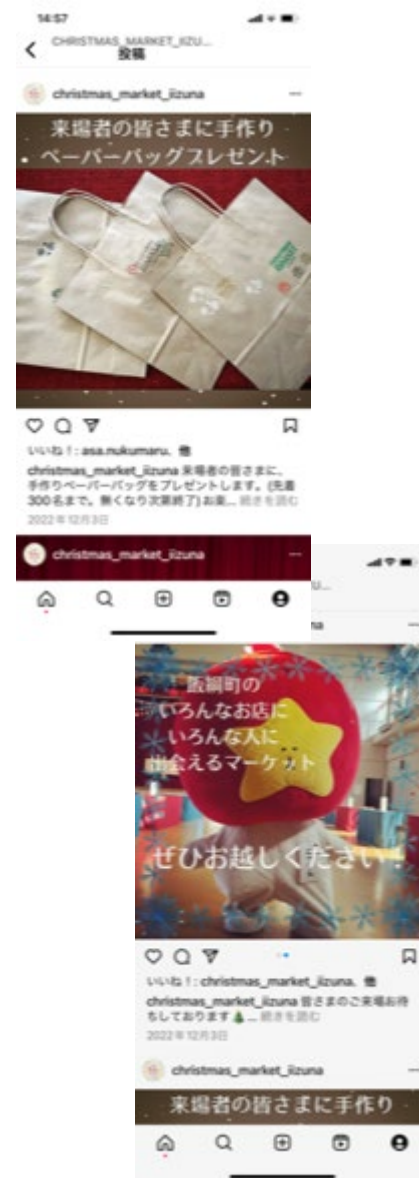 14:57
CHRISTMAS_MARKET_IIZU...
投稿
christmas_market_iizuna
来場者の皆さまに手作り
ペーパーバッグプレゼント
いいね！: asa.nukumaru、他
christmas_market_iizuna 来場者の皆さまに、
手作りペーパーバッグをプレゼントします。(先着
300名まで。無くなり次第終了) お楽... 続きを読む
2022年12月3日
christmas_market_iizuna
飯綱町の
いろんなお店に
いろんな人に
出会えるマーケット
ぜひお越しください！
いいね！: christmas_market_iizuna、他
christmas_market_iizuna 皆さまのご来場お待
ちしております🎄... 続きを読む
2022年12月3日
christmas_market_iizuna
来場者の皆さまに手作り